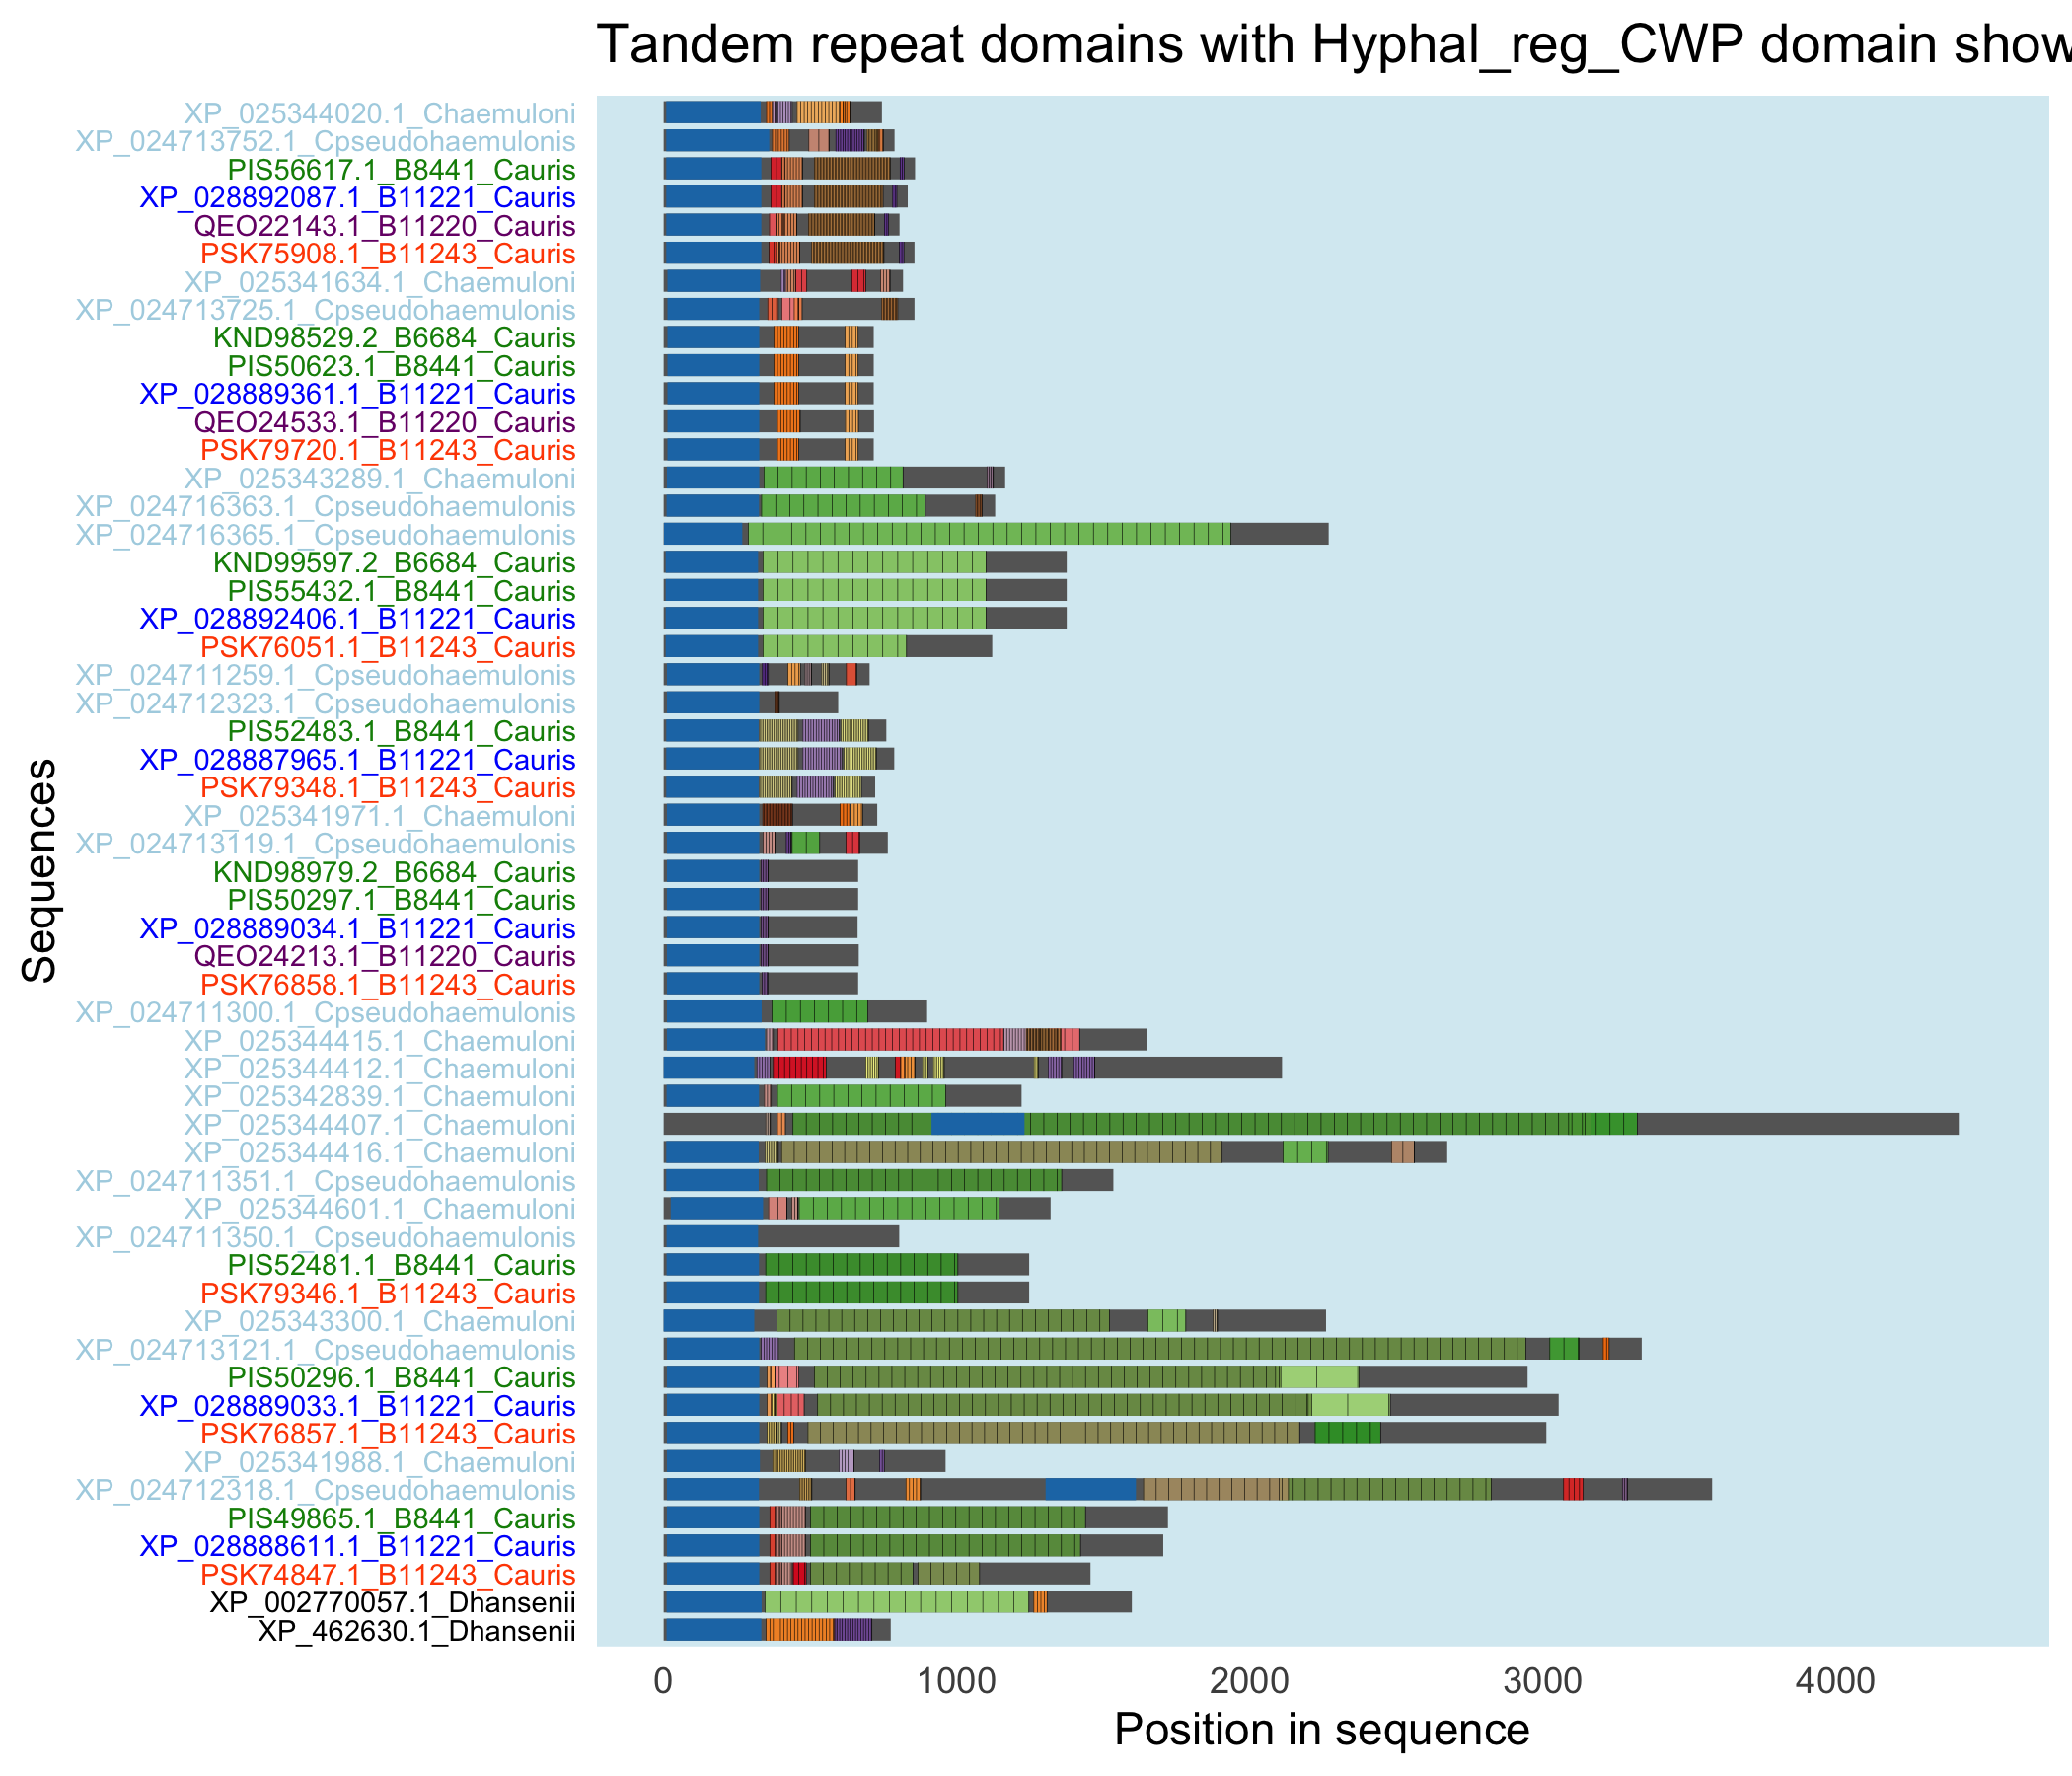 Tandem repeat domains with Hyphal_reg_CWP domain show
XP_025344020.1_Chaemuloni
XP_024713752.1_Cpseudohaemulonis
PIS56617.1_B8441_Cauris
XP_028892087.1_B11221_Cauris
QEO22143.1_B11220_Cauris
PSK75908.1_B11243_Cauris
XP_025341634.1_Chaemuloni
XP_024713725.1_Cpseudohaemulonis
KND98529.2_B6684_Cauris
PIS50623.1_B8441_Cauris
XP_028889361.1_B11221_Cauris
QEO24533.1_B11220_Cauris
PSK79720.1_B11243_Cauris
XP_025343289.1_Chaemuloni
XP_024716363.1_Cpseudohaemulonis
XP_024716365.1_Cpseudohaemulonis
KND99597.2_B6684_Cauris
PIS55432.1_B8441_Cauris
XP_028892406.1_B11221_Cauris
PSK76051.1_B11243_Cauris
XP_024711259.1_Cpseudohaemulonis
XP_024712323.1_Cpseudohaemulonis
PIS52483.1_B8441_Cauris
XP_028887965.1_B11221_Cauris
PSK79348.1_B11243_Cauris
XP_025341971.1_Chaemuloni
XP_024713119.1_Cpseudohaemulonis
KND98979.2_B6684_Cauris
PIS50297.1_B8441_Cauris
XP_028889034.1_B11221_Cauris
QEO24213.1_B11220_Cauris
PSK76858.1_B11243_Cauris
XP_024711300.1_Cpseudohaemulonis
XP_025344415.1_Chaemuloni
XP_025344412.1_Chaemuloni
XP_025342839.1_Chaemuloni
XP_025344407.1_Chaemuloni
XP_025344416.1_Chaemuloni
XP_024711351.1_Cpseudohaemulonis
XP_025344601.1_Chaemuloni
XP_024711350.1_Cpseudohaemulonis
PIS52481.1_B8441_Cauris
PSK79346.1_B11243_Cauris
XP_025343300.1_Chaemuloni
XP_024713121.1_Cpseudohaemulonis
PIS50296.1_B8441_Cauris
XP_028889033.1_B11221_Cauris
PSK76857.1_B11243_Cauris
XP_025341988.1_Chaemuloni
XP_024712318.1_Cpseudohaemulonis
PIS49865.1_B8441_Cauris
XP_028888611.1_B11221_Cauris
PSK74847.1_B11243_Cauris
XP_002770057.1_Dhansenii
XP_462630.1_Dhansenii
Sequences
0 1000 2000 3000 4000
Position in sequence